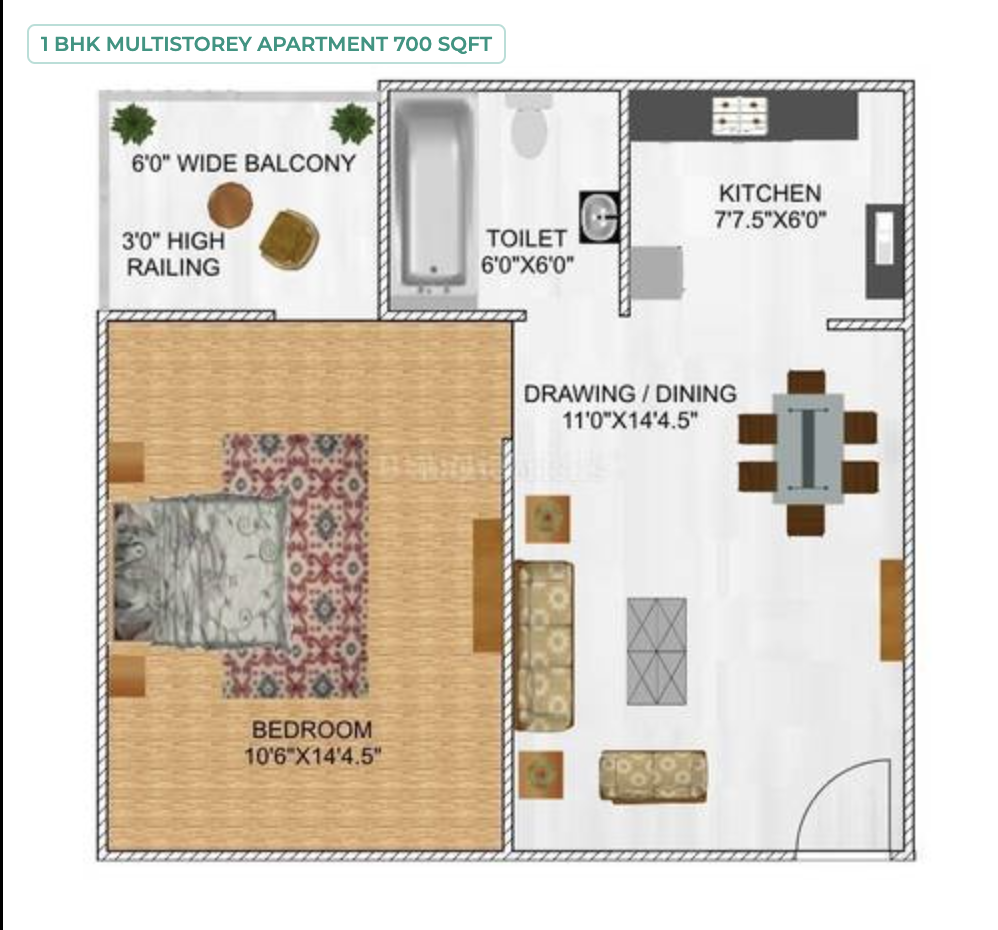 1 BHK MULTISTOREY APARTMENT 700 SQFT
6'0" WIDE BALCONY
3'0" HIGH
RAILING
TOILET
6'0"X6'0"
KITCHEN
7'7.5"X6'0"
DRAWING / DINING
11'0"X14'4.5"
BEDROOM
10'6"X14'4.5"